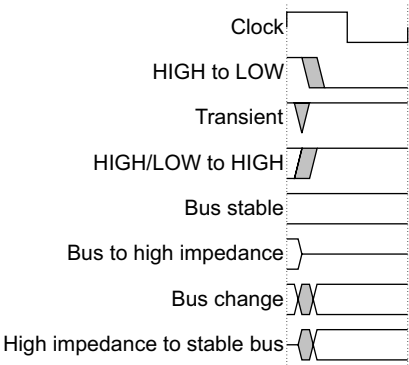 Clock
HIGH to LOW
Transient
HIGH/LOW to HIGH
Bus stable
Bus to high impedance
Bus change
High impedance to stable bus